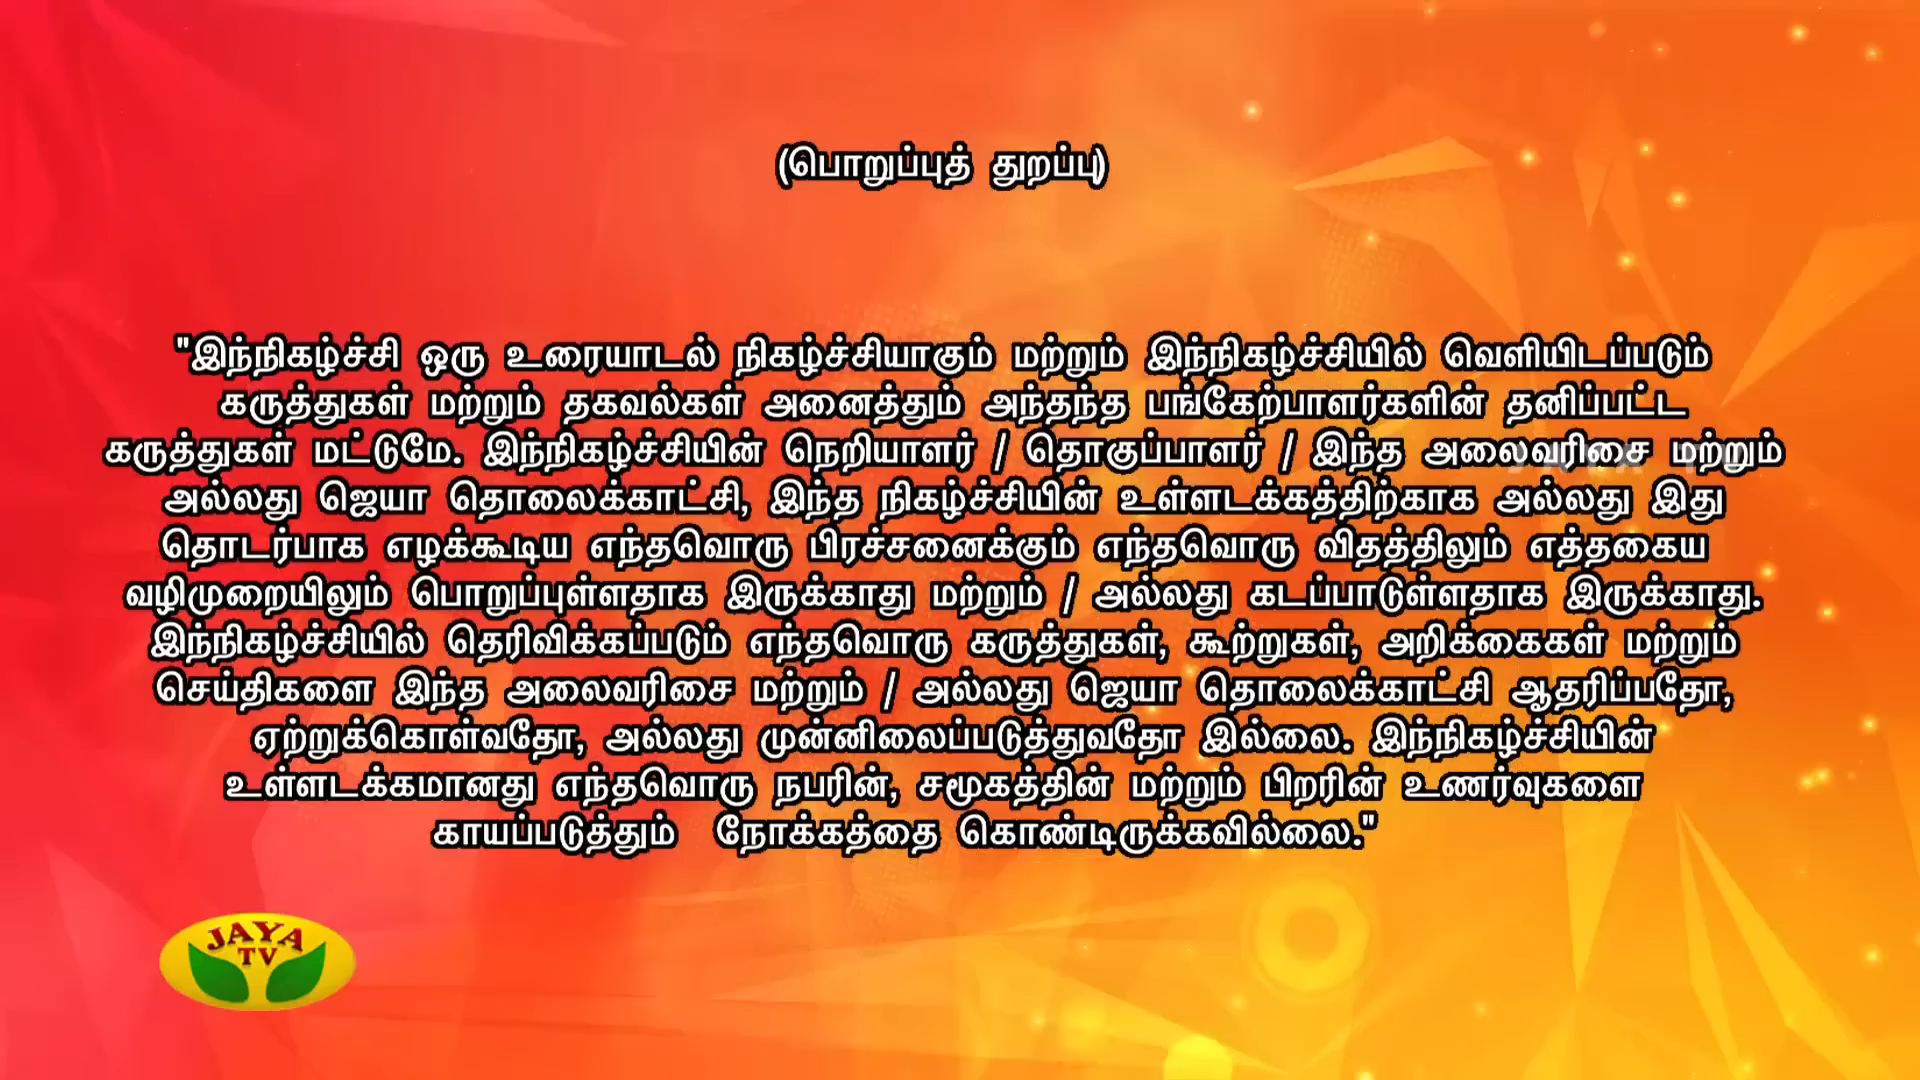 (பொறுப்புத் துறப்பு)
"இந்நிகழ்ச்சி ஒரு உரையாடல் நிகழ்ச்சியாகும் மற்றும் இந்நிகழ்ச்சியில் வெளியிடப்படும்
கருத்துகள் மற்றும் தகவல்கள் அனைத்தும் அந்தந்த பங்கேற்பாளர்களின் தனிப்பட்ட
கருத்துகள் மட்டுமே. இந்நிகழ்ச்சியின் நெறியாளர் / தொகுப்பாளர் / இந்த அலைவரிசை மற்றும்
அல்லது ஜெயா தொலைக்காட்சி, இந்த நிகழ்ச்சியின் உள்ளடக்கத்திற்காக அல்லது இது
தொடர்பாக எழக்கூடிய எந்தவொரு பிரச்சனைக்கும் எந்தவொரு விதத்திலும் எத்தகைய
வழிமுறையிலும் பொறுப்புள்ளதாக இருக்காது மற்றும் / அல்லது கடப்பாடுள்ளதாக இருக்காது.
இந்நிகழ்ச்சியில் தெரிவிக்கப்படும் எந்தவொரு கருத்துகள், கூற்றுகள், அறிக்கைகள் மற்றும்
செய்திகளை இந்த அலைவரிசை மற்றும் / அல்லது ஜெயா தொலைக்காட்சி ஆதரிப்பதோ,
ஏற்றுக்கொள்வதோ, அல்லது முன்னிலைப்படுத்துவதோ இல்லை. இந்நிகழ்ச்சியின்
உள்ளடக்கமானது எந்தவொரு நபரின், சமூகத்தின் மற்றும் பிறரின் உணர்வுகளை
காயப்படுத்தும் நோக்கத்தை கொண்டிருக்கவில்லை."
JAYA
TV